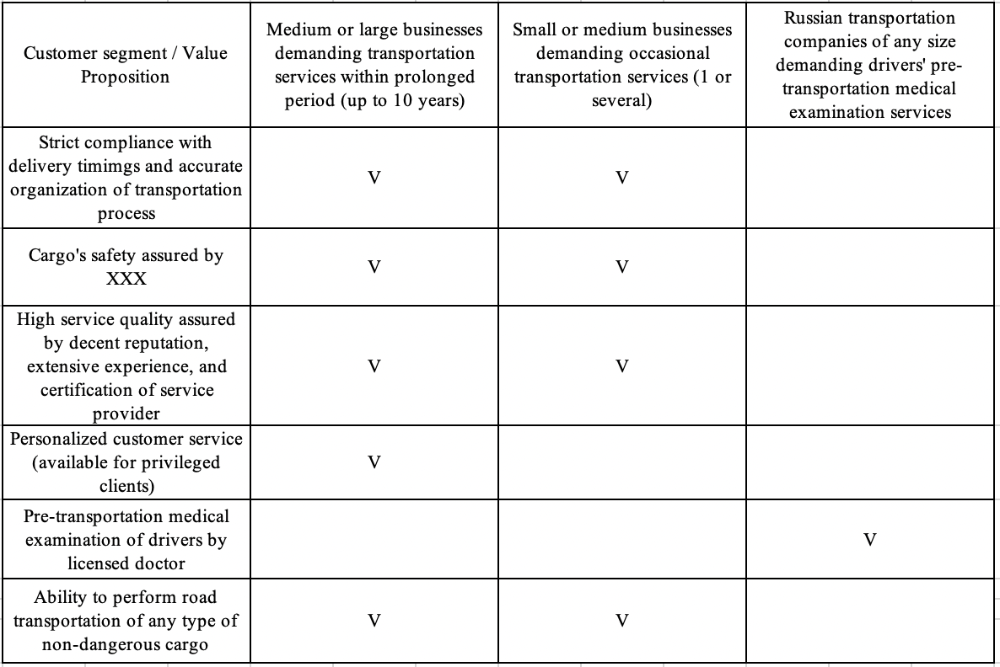 Customer segment / Value
Proposition
Medium or large businesses
demanding transportation
services within prolonged
period (up to 10 years)
Small or medium businesses
demanding occasional
transportation services (1 or
several)
Russian transportation
companies of any size
demanding drivers' pre-
transportation medical
examination services
Strict compliance with
delivery timimgs and accurate
organization of transportation
process
V
V
Cargo's safety assured by
XXX
V
V
High service quality assured
by decent reputation,
extensive experience, and
certification of service
provider
V
V
Personalized customer service
(available for privileged
clients)
V
Pre-transportation medical
examination of drivers by
licensed doctor
V
Ability to perform road
transportation of any type of
non-dangerous cargo
V
V